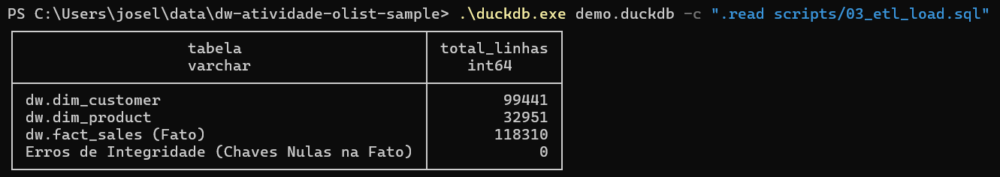 PS C:\Users\josel\data\dw-atividade-olist-sample> .\duckdb.exe demo.duckdb -c ".read scripts/03_etl_load.sql"
tabela total_linhas
varchar int64
dw.dim_customer 99441
dw.dim_product 32951
dw.fact_sales (Fato) 118310
Erros de Integridade (Chaves Nulas na Fato) 0